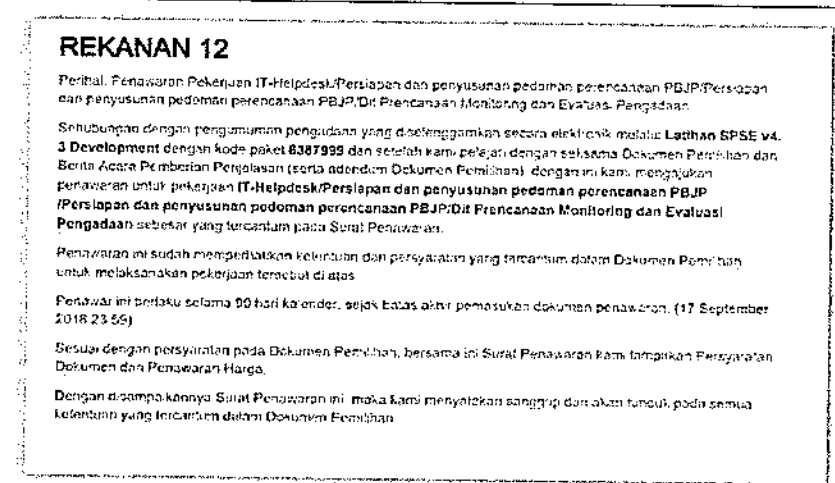 REKANAN 12
Perihal: Penawaran Pekerjaan IT-Helpdesk/Persiapan dan penyusunan pedoman perencanaan PBJP/Persiapan
dan penyusunan pedoman perencanaan PBJP/Dit Prencanaan Monitoring dan Evaluasi Pengadaan
Sehubungan dengan pengumuman pengadaan yang diselenggarakan secara elektronik melalui Latihan SPSE v4.
3 Development dengan kode paket 8387999 dan setelah kami pelajari dengan seksama Dokumen Pemilihan dan
Berita Acara Pemberian Penjelasan (serta adendum Dokumen Pemilihan), dengan ini kami mengajukan
penawaran untuk pekerjaan IT-Helpdesk/Persiapan dan penyusunan pedoman perencanaan PBJP
/Persiapan dan penyusunan pedoman perencanaan PBJP/Dit Prencanaan Monitoring dan Evaluasi
Pengadaan sebesar yang tercantum pada Surat Penawaran.
Penawaran ini sudah memperhatikan ketentuan dan persyaratan yang tercantum dalam Dokumen Pemilihan
untuk melaksanakan pekerjaan tersebut di atas
Penawar ini berlaku selama 90 hari kalender, sejak batas akhir pemasukan dokumen penawaran. (17 September
2018 23:59)
Sesuai dengan persyaratan pada Dokumen Pemilihan, bersama ini Surat Penawaran kami lampirkan Persyaratan
Dokumen dan Penawaran Harga.
Dengan disampaikannya Surat Penawaran ini, maka kami menyatakan sanggup dan akan tunduk pada semua
ketentuan yang tercantum dalam Dokumen Pemilihan